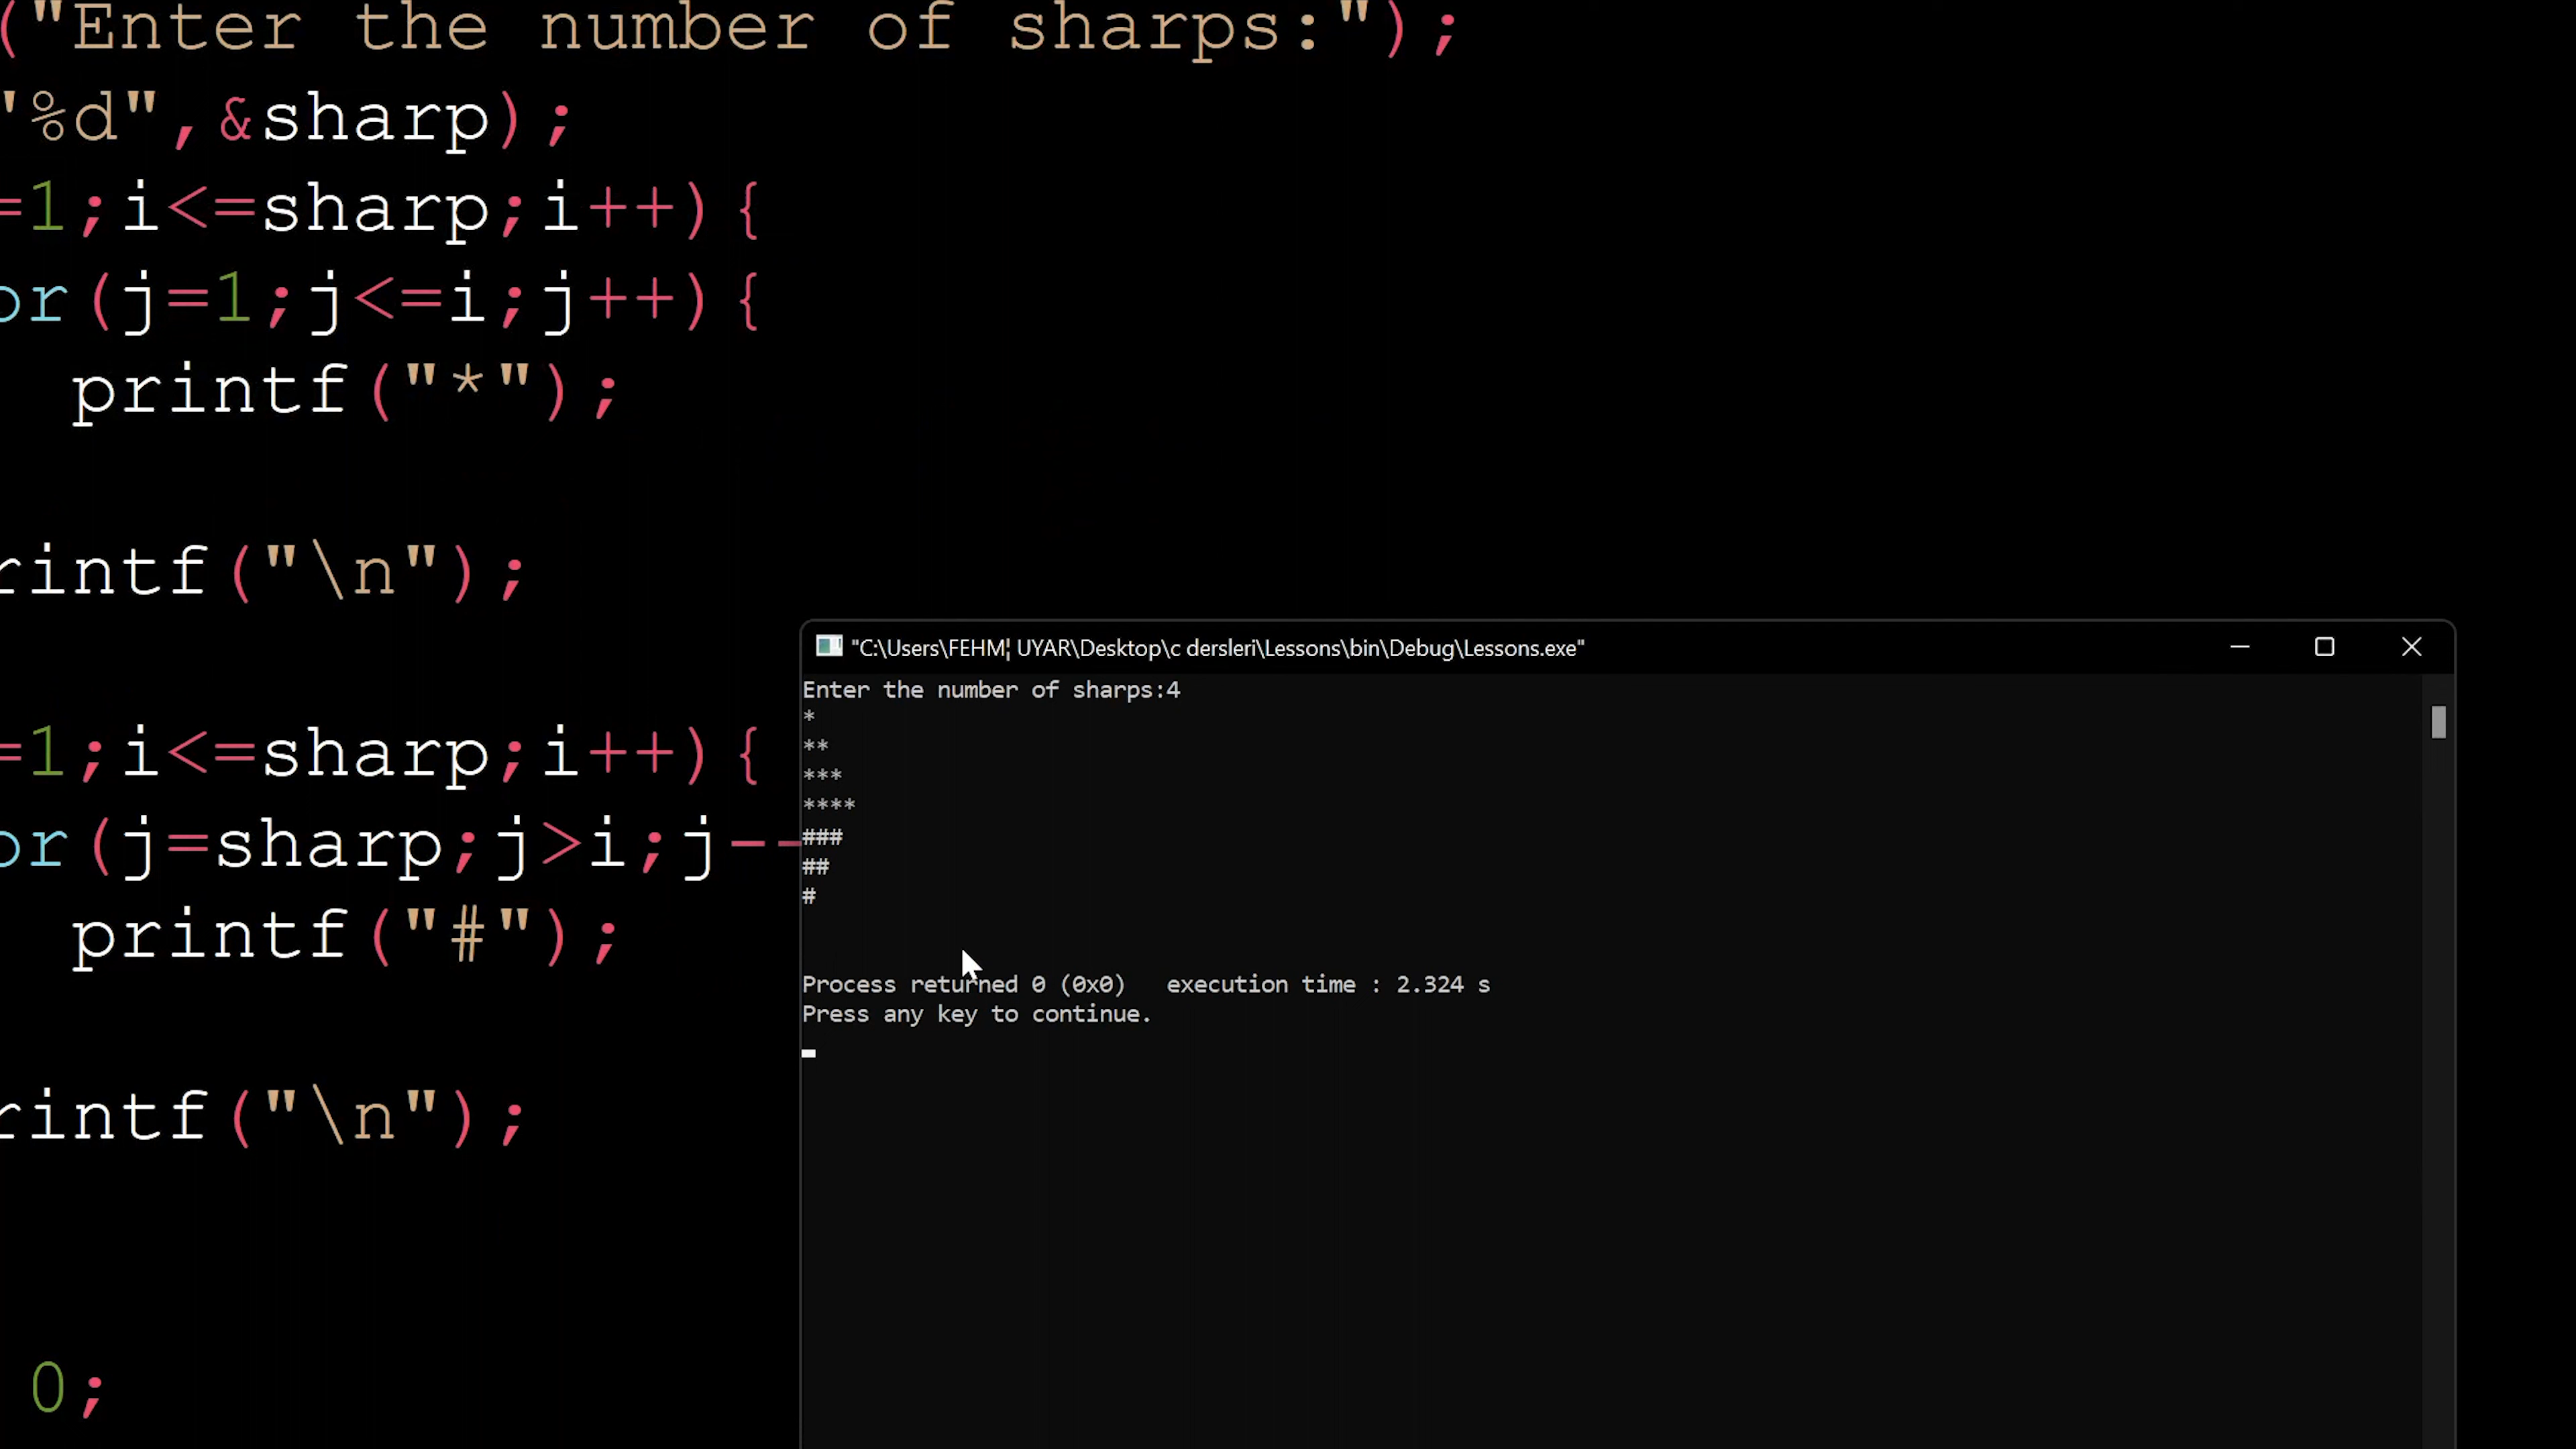 ("Enter the number of sharps:");
"%d",&sharp);
=1;i<=sharp;i++){
or(j=1;j<=i;j++){
printf("*");
rintf("\n");
=1;i<=sharp;i++){
or(j=sharp;j>i;j--
printf("#");
rintf("\n");
0;
"C:\Users\FEHM¦ UYAR\Desktop\c dersleri\Lessons\bin\Debug\Lessons.exe"
Enter the number of sharps:4
*
**
***
****
###
##
#
Process returned 0 (0x0)   execution time : 2.324 s
Press any key to continue.